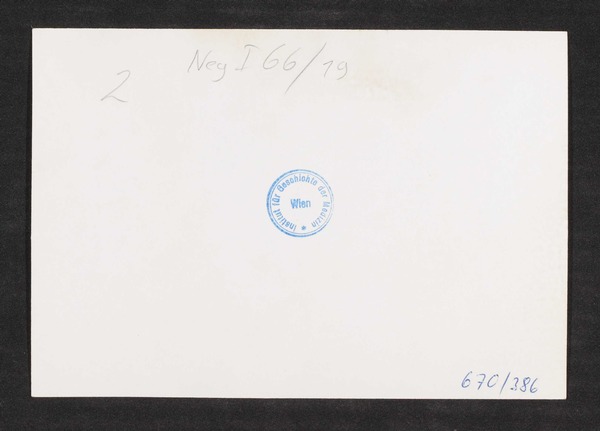 Neg I 66/19
2
Institut für Geschichte der Medizin *
Wien
670/386